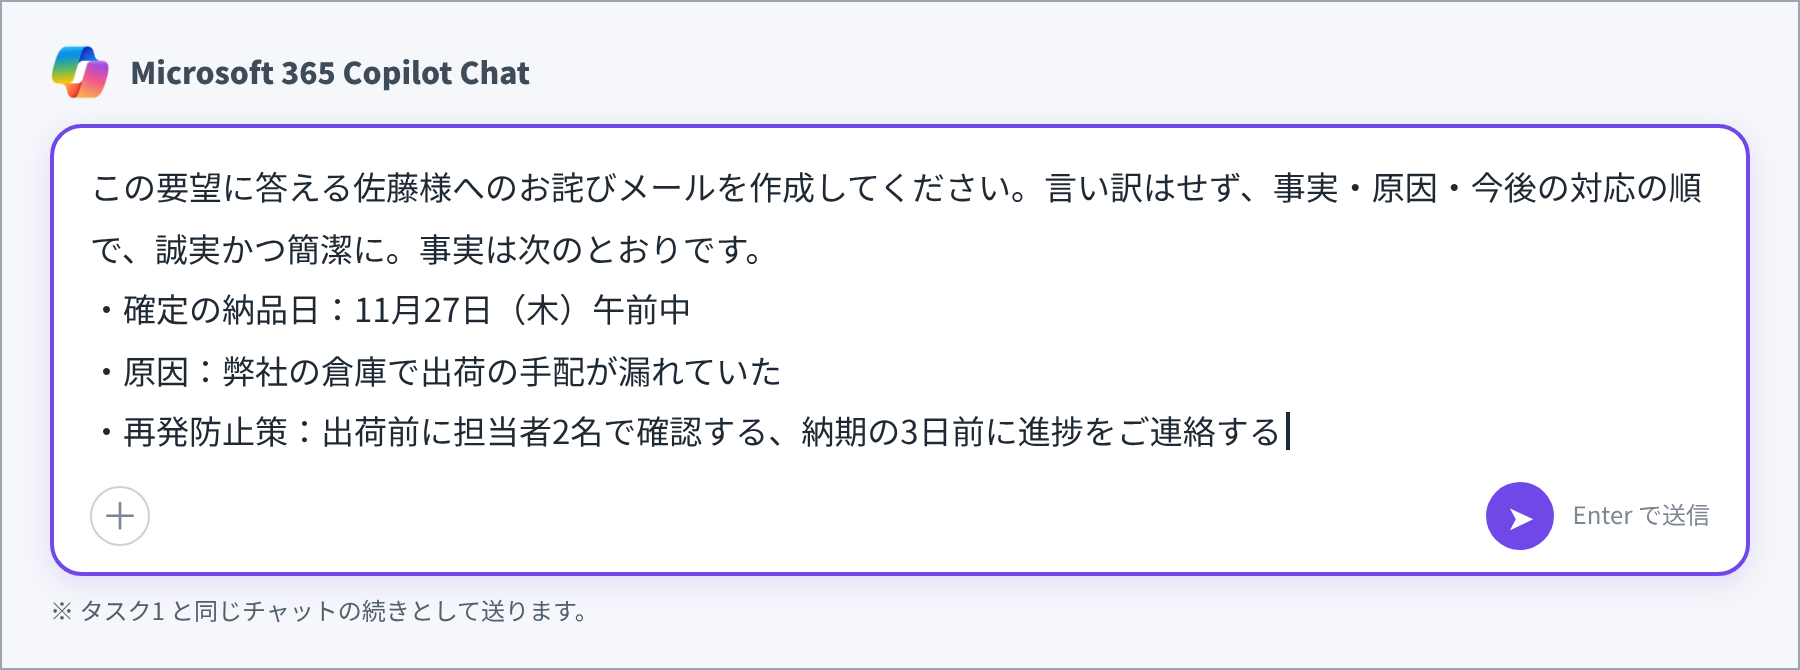 Microsoft 365 Copilot Chat
この要望に答える佐藤様へのお詫びメールを作成してください。言い訳はせず、事実・原因・今後の対応の順
で、誠実かつ簡潔に。事実は次のとおりです。
・確定の納品日：11月27日（木）午前中
・原因：弊社の倉庫で出荷の手配が漏れていた
・再発防止策：出荷前に担当者2名で確認する、納期の3日前に進捗をご連絡する
Enter で送信
※ タスク1 と同じチャットの続きとして送ります。